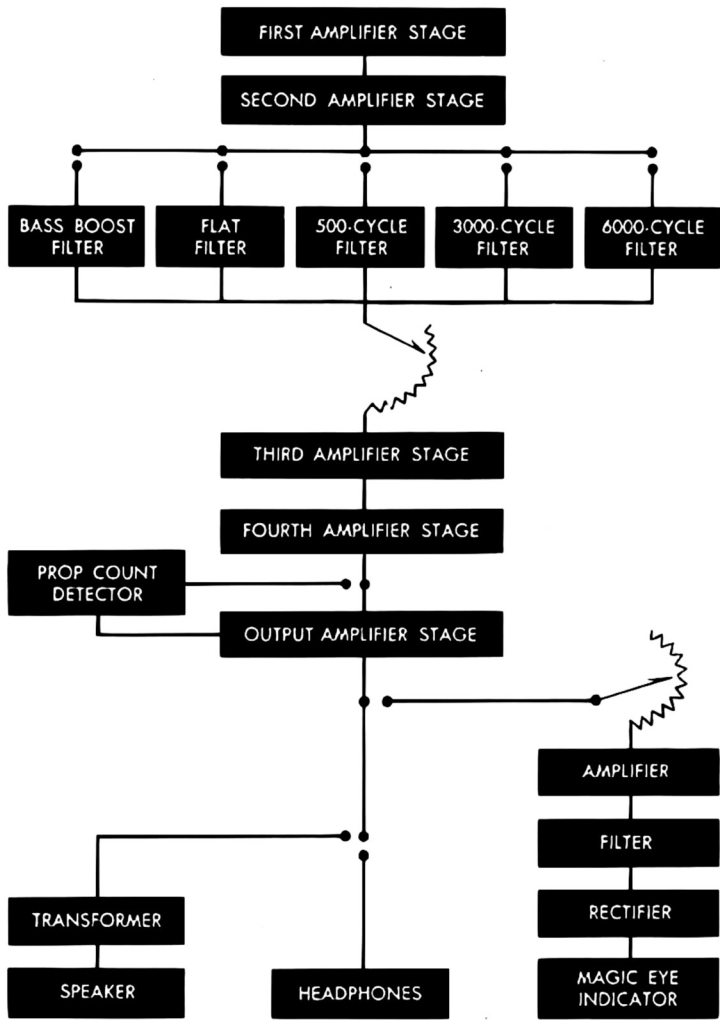 FIRST AMPLIFIER STAGE
SECOND AMPLIFIER STAGE
BASS BOOST
FILTER
FLAT
FILTER
500-CYCLE
FILTER
3000-CYCLE
FILTER
6000-CYCLE
FILTER
THIRD AMPLIFIER STAGE
FOURTH AMPLIFIER STAGE
PROP COUNT
DETECTOR
OUTPUT AMPLIFIER STAGE
AMPLIFIER
FILTER
TRANSFORMER
RECTIFIER
SPEAKER
HEADPHONES
MAGIC EYE
INDICATOR